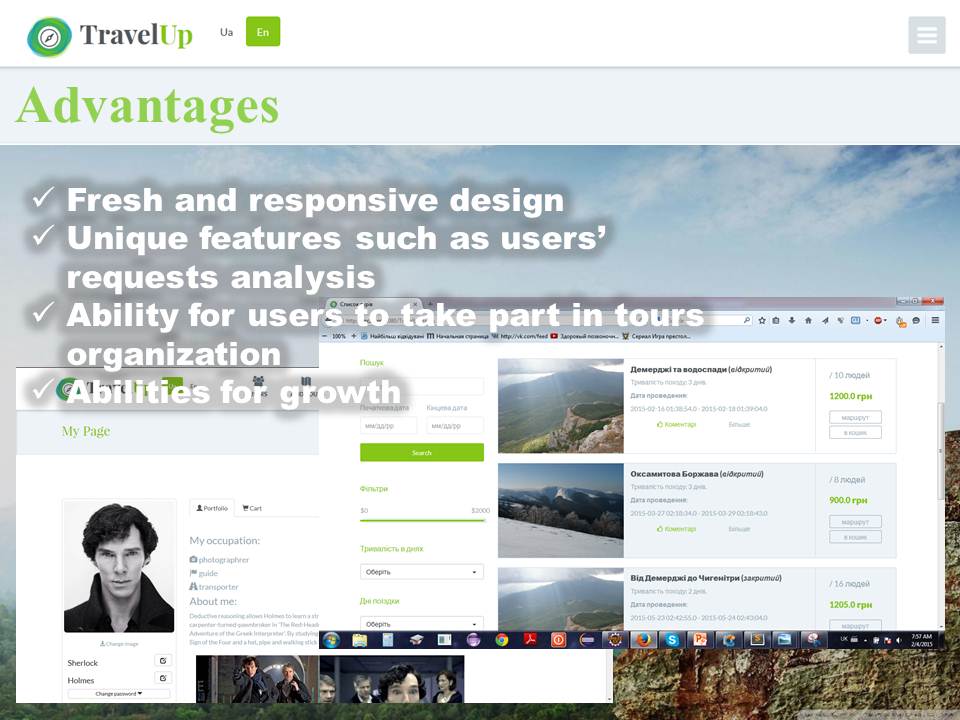 TravelUp
Ua
En
Advantages
✓ Fresh and responsive design
✓ Unique features such as users’
requests analysis
✓ Ability for users to take part in tours
organization
✓ Abilities for growth
100%
Найбільш відвідувані
Начальная страница
http://vk.com/feed
Здоровый позвоночн...
Сериал Игра престол...
Пошук
Початкова дата
Кінцева дата
мм/дд/рр
мм/дд/рр
Search
Фільтри
$0
$2000
Тривалість в днях
Оберіть
Дні поїздки
Оберіть
Демерджі та водоспади (відкритий)
Тривалість походу: 3 днів.
Дата проведення:
2015-02-16 01:38:54.0 - 2015-02-18 01:39:04.0
Коментарі
Більше
/ 10 людей
1200.0 грн
маршрут
в кошик
Оксамитова Боржава (відкритий)
Тривалість походу: 3 днів.
Дата проведення:
2015-03-27 02:18:34.0 - 2015-03-29 02:18:43.0
Коментарі
Більше
/ 8 людей
900.0 грн
маршрут
в кошик
Від Демерджі до Чигенітри (закритий)
Тривалість походу: 2 днів.
Дата проведення:
2015-05-23 02:42:55.0 - 2015-05-24 02:43:04.0
/ 16 людей
1205.0 грн
маршрут
UK
7:57 AM
2/4/2015
My Page
Portfolio
Cart
My occupation:
photographrer
guide
transporter
About me:
Deductive reasoning allows Holmes to learn a str
carpenter-turned-pawnbroker in 'The Red-Head
Adventure of the Greek Interpreter'. By studying
Sign of the Four and a hat, pipe and walking stick
Change image
Sherlock
Holmes
Change password